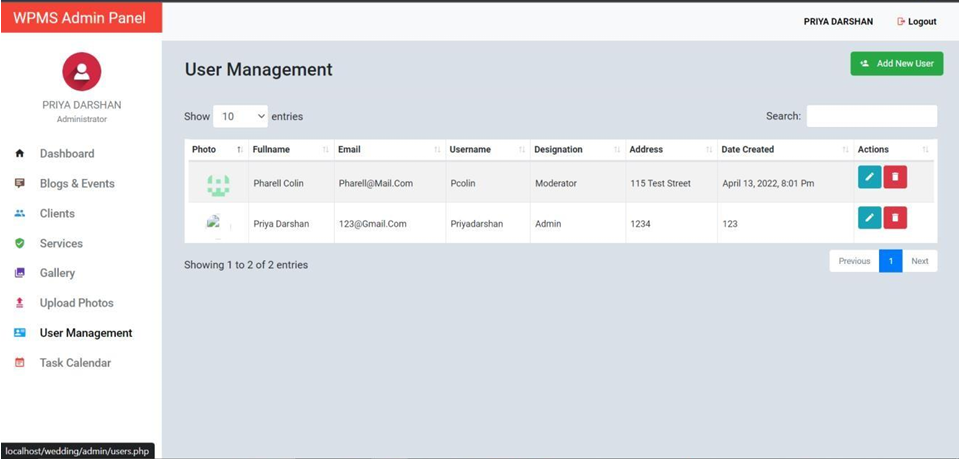 WPMS Admin Panel
PRIYA DARSHAN
Logout
PRIYA DARSHAN
Administrator
Dashboard
Blogs & Events
Clients
Services
Gallery
Upload Photos
User Management
Task Calendar
User Management
Add New User
Show 10 entries
Search:
Photo Fullname Email Username Designation Address Date Created Actions
Pharell Colin Pharell@Mail.Com Pcolin Moderator 115 Test Street April 13, 2022, 8:01 Pm
Priya Darshan 123@Gmail.Com Priyadarshan Admin 1234 123
Showing 1 to 2 of 2 entries
Previous 1 Next
localhost/wedding/admin/users.php